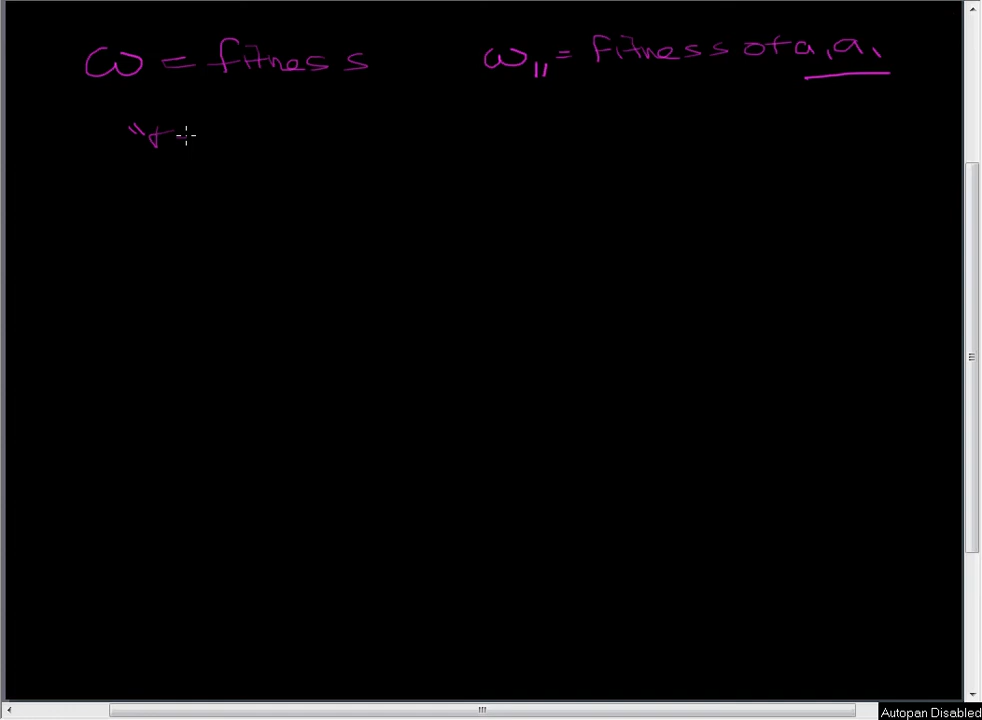 ω = fitness
ω₁₁ = fitness of a₁a₁
Autopan Disabled